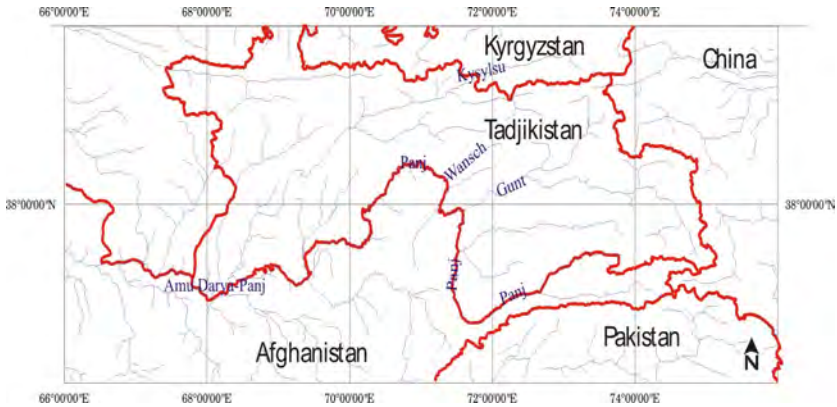 66°00'00"E 68°00'00"E 70°00'00"E 72°00'00"E 74°00'00"E
Kyrgyzstan
China
Kysylsu
Tadjikistan
Panj
Wansch
Gunt
38°00'00"N 38°00'00"N
Panj
Amu Darya-Panj
Panj
Afghanistan
Pakistan
N
66°00'00"E 68°00'00"E 70°00'00"E 72°00'00"E 74°00'00"E